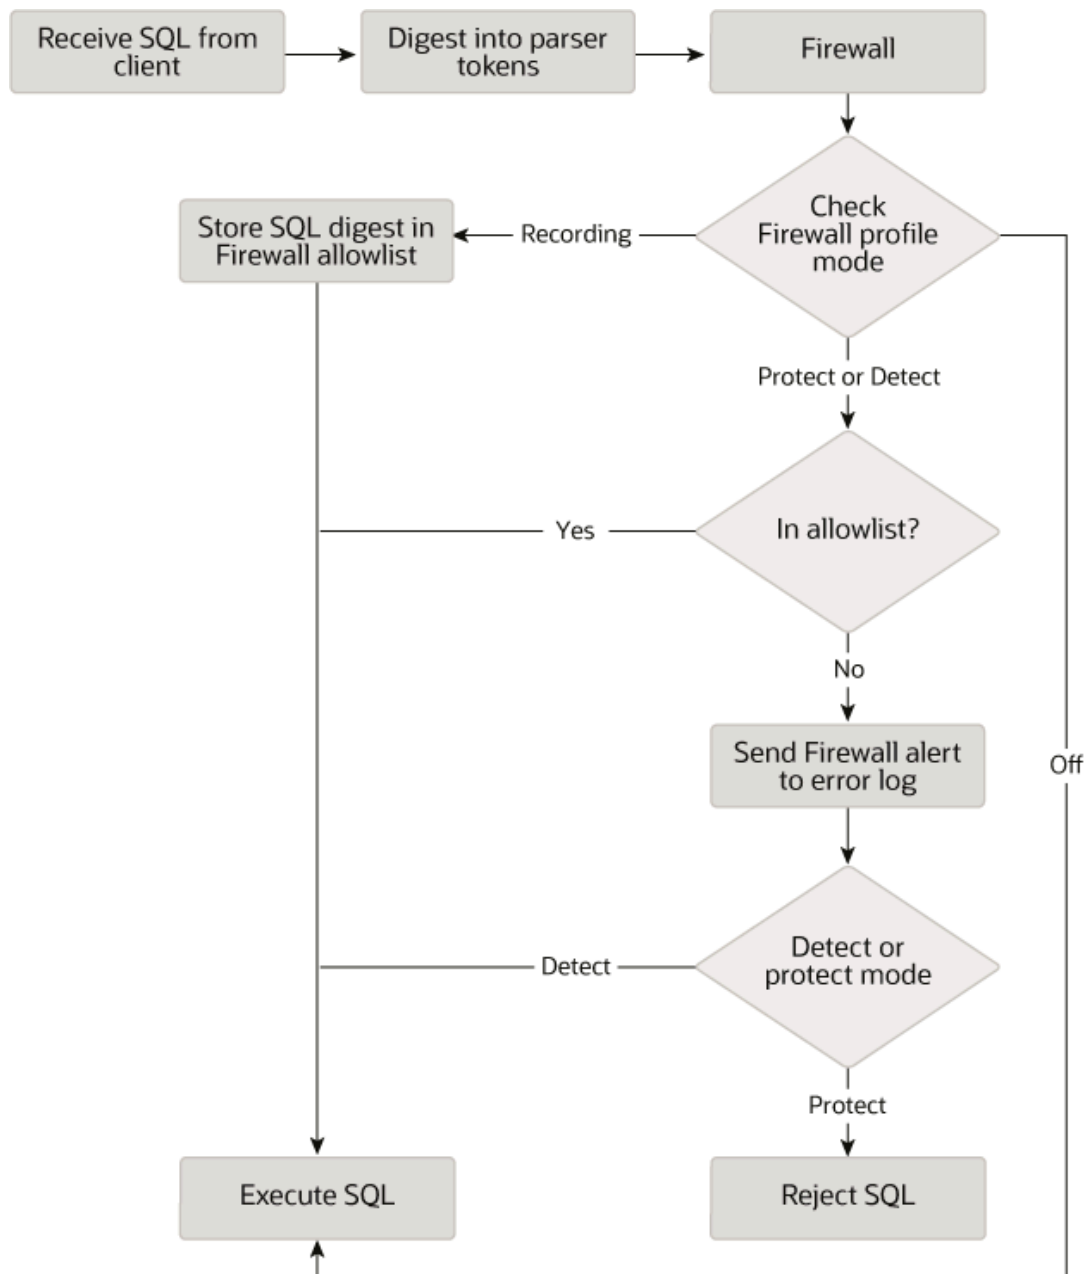 Receive SQL from
client
Digest into parser
tokens
Firewall
Check
Firewall profile
mode
Recording
Store SQL digest in
Firewall allowlist
Protect or Detect
In allowlist?
Yes
No
Send Firewall alert
to error log
Off
Detect or
protect mode
Detect
Protect
Execute SQL
Reject SQL